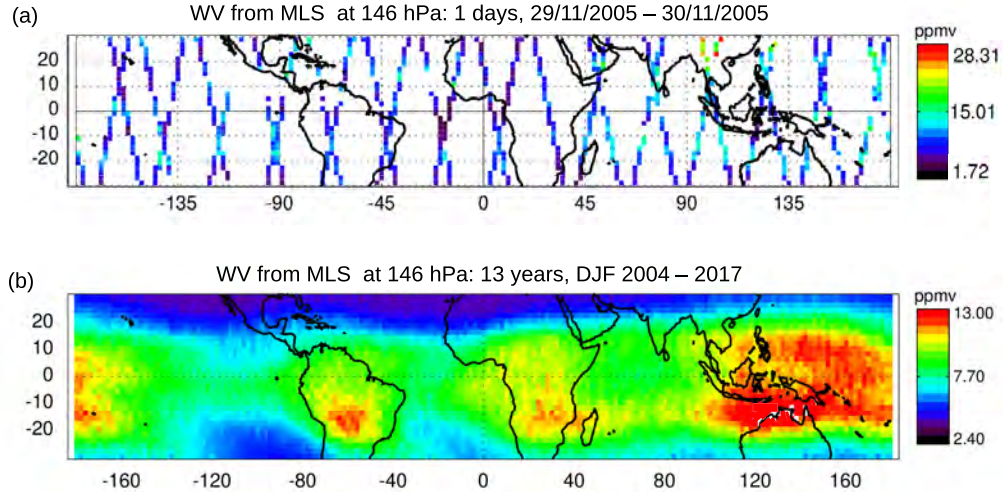 (a)
WV from MLS at 146 hPa: 1 days, 29/11/2005 – 30/11/2005
ppmv
20
10
0
-10
-20
28.31
15.01
1.72
-135 -90 -45 0 45 90 135
(b)
WV from MLS at 146 hPa: 13 years, DJF 2004 – 2017
ppmv
20
10
0
-10
-20
13.00
7.70
2.40
-160 -120 -80 -40 0 40 80 120 160